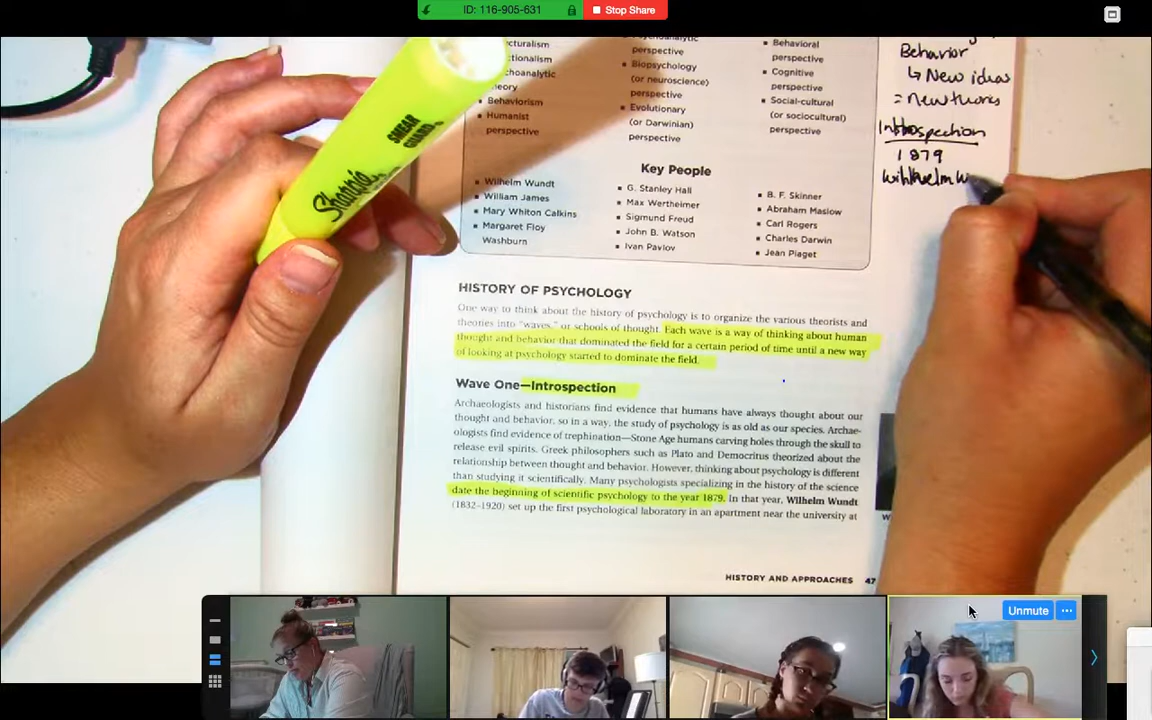 ID: 116-905-631
Stop Share
cturalism
ctionalism
choanalytic
eory
Behaviorism
Humanist
perspective
Psychoanalytic
perspective
Biopsychology
(or neuroscience)
perspective
Evolutionary
(or Darwinian)
perspective
Behavioral
perspective
Cognitive
perspective
Social-cultural
(or sociocultural)
perspective
Key People
Wilhelm Wundt
William James
Mary Whiton Calkins
Margaret Floy
Washburn
G. Stanley Hall
Max Wertheimer
Sigmund Freud
John B. Watson
Ivan Pavlov
B. F. Skinner
Abraham Maslow
Carl Rogers
Charles Darwin
Jean Piaget
Behavior
↳ New ideas
Introspection
1879
SMEAR
GUARD
Sharpie
HISTORY OF PSYCHOLOGY
One way to think about the history of psychology is to organize the various theorists and
theories into "waves," or schools of thought. Each wave is a way of thinking about human
thought and behavior that dominated the field for a certain period of time until a new way
of looking at psychology started to dominate the field.
Wave One—Introspection
Archaeologists and historians find evidence that humans have always thought about our
thought and behavior, so in a way, the study of psychology is as old as our species. Archae-
ologists find evidence of trephination—Stone Age humans carving holes through the skull to
release evil spirits. Greek philosophers such as Plato and Democritus theorized about the
relationship between thought and behavior. However, thinking about psychology is different
than studying it scientifically. Many psychologists specializing in the history of the science
date the beginning of scientific psychology to the year 1879. In that year, Wilhelm Wundt
(1832–1920) set up the first psychological laboratory in an apartment near the university at
HISTORY AND APPROACHES 47
Unmute